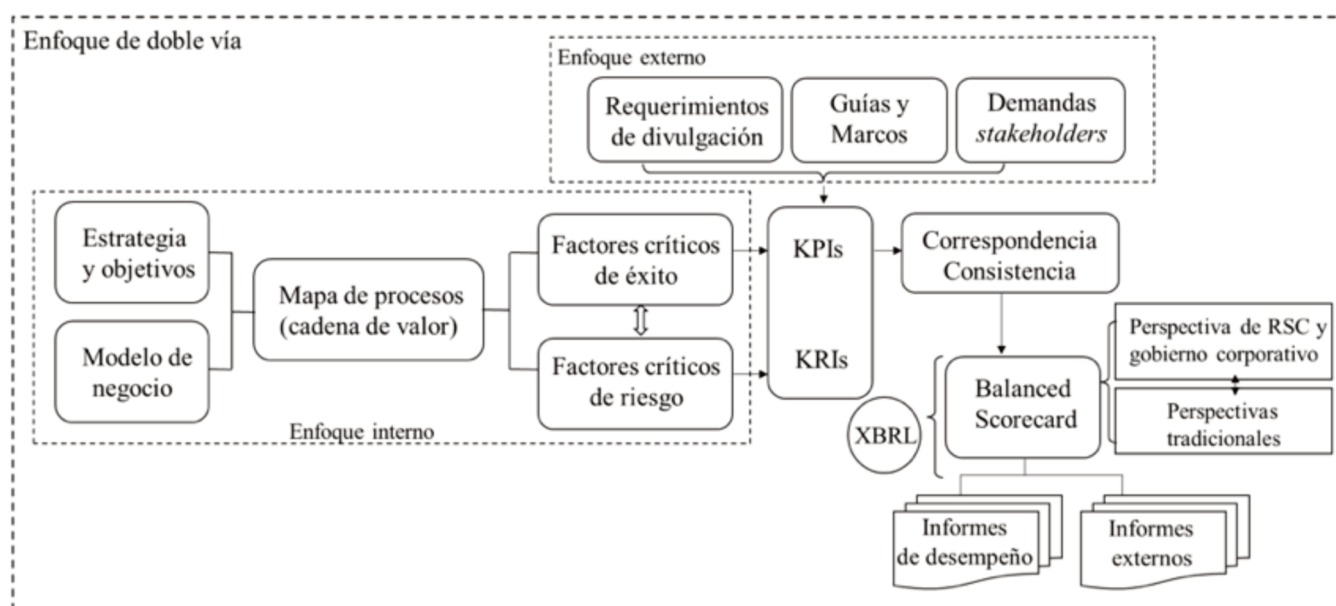 Enfoque de doble vía
Enfoque externo
Requerimientos
de divulgación
Guías y
Marcos
Demandas
stakeholders
Estrategia
y objetivos
Modelo de
negocio
Mapa de procesos
(cadena de valor)
Factores críticos
de éxito
Factores críticos
de riesgo
Enfoque interno
KPIs
KRIs
Correspondencia
Consistencia
XBRL
Balanced
Scorecard
Perspectiva de RSC y
gobierno corporativo
Perspectivas
tradicionales
Informes
de desempeño
Informes
externos